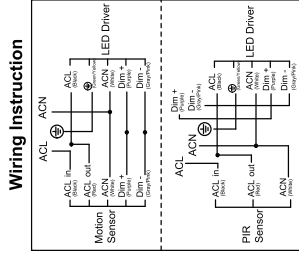 Wiring Instruction
ACL
ACN
ACL in
(Black)
ACL out
(Red)
ACN
(White)
Dim +
(Purple)
Dim -
(Gray/Pink)
Motion
Sensor
ACL
(Black)
(Green/Yellow)
ACN
(White)
Dim +
(Purple)
Dim -
(Gray/Pink)
LED Driver
ACL
ACN
Dim +
(Purple)
Dim -
(Gray/Pink)
ACL in
(Black)
ACL out
(Red)
ACN
(White)
PIR
Sensor
ACL
(Black)
(Green/Yellow)
ACN
(White)
Dim +
(Purple)
Dim -
(Gray/Pink)
LED Driver